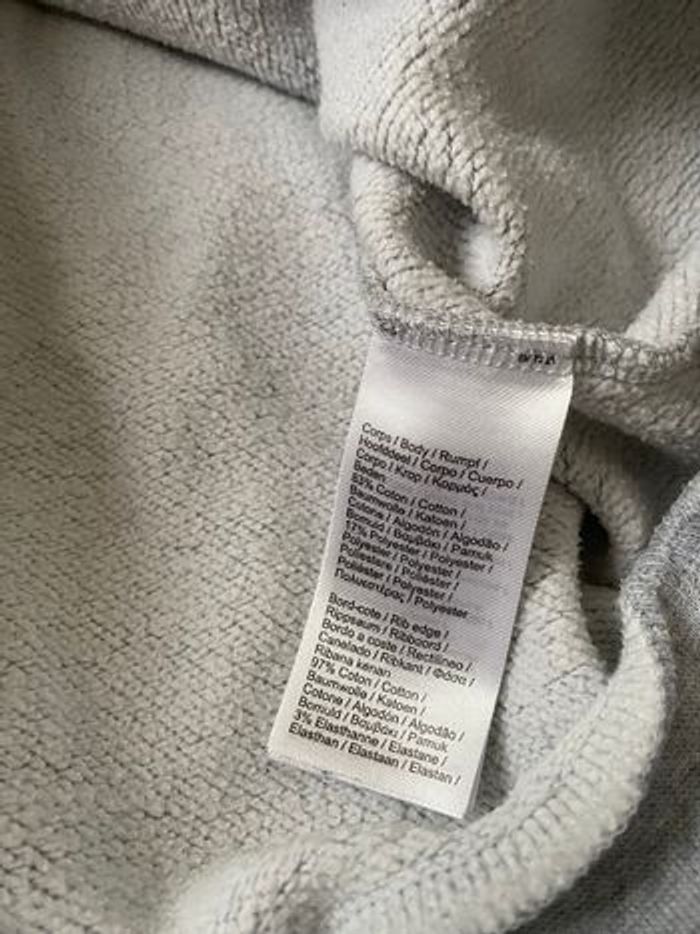 Corps / Body / Rumpf /
Hoofddeel / Corpo / Cuerpo /
Corpo / Krop / Κορμός /
Beden
83% Coton / Cotton /
Baumwolle / Katoen /
Cotone / Algodón / Algodão /
Bomuld / Βαμβάκι / Pamuk
17% Polyester / Polyester /
Polyester / Polyester /
Poliestere / Poliéster /
Poliéster / Polyester /
Πολυεστέρας / Polyester
Bord-cote / Rib edge /
Rippsaum / Ribboord /
Bordo a coste / Rectilíneo /
Canelado / Ribkant / Φάσα /
Ribana kenarı
97% Coton / Cotton /
Baumwolle / Katoen /
Cotone / Algodón / Algodão /
Bomuld / Βαμβάκι / Pamuk
3% Elasthanne / Elastane /
Elasthan / Elastaan / Elastan /